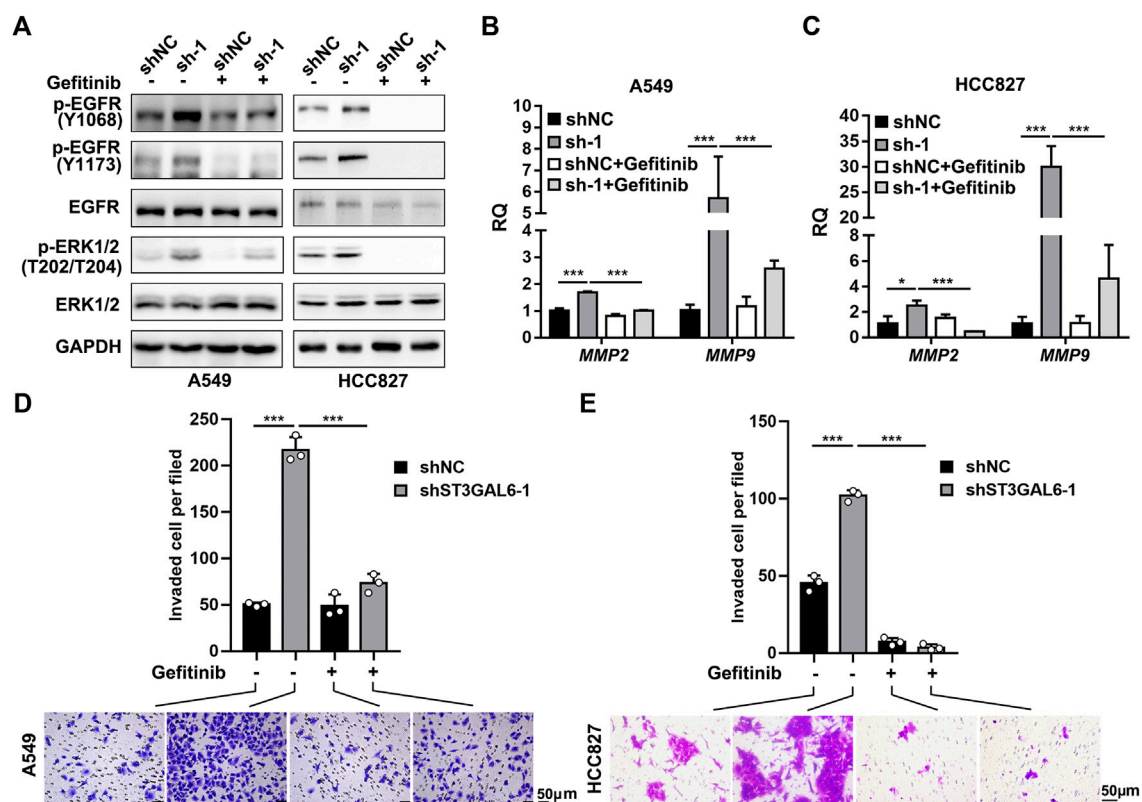 A
shNC sh-1 shNC sh-1 shNC sh-1 shNC sh-1
Gefitinib - - + + - - + +
p-EGFR
(Y1068)
p-EGFR
(Y1173)
EGFR
p-ERK1/2
(T202/T204)
ERK1/2
GAPDH
A549 HCC827
B
A549
RQ
10
9
8
7
6
5
4
3
2
1
0
shNC
sh-1
shNC+Gefitinib
sh-1+Gefitinib
*** ***
*** ***
MMP2 MMP9
C
HCC827
RQ
40
35
30
25
20
8
6
4
2
0
shNC
sh-1
shNC+Gefitinib
sh-1+Gefitinib
*** ***
* ***
MMP2 MMP9
D
Invaded cell per filed
250
200
150
100
50
0
*** ***
shNC
shST3GAL6-1
Gefitinib - - + +
A549
50μm
E
Invaded cell per filed
150
100
50
0
*** ***
shNC
shST3GAL6-1
Gefitinib - - + +
HCC827
50μm